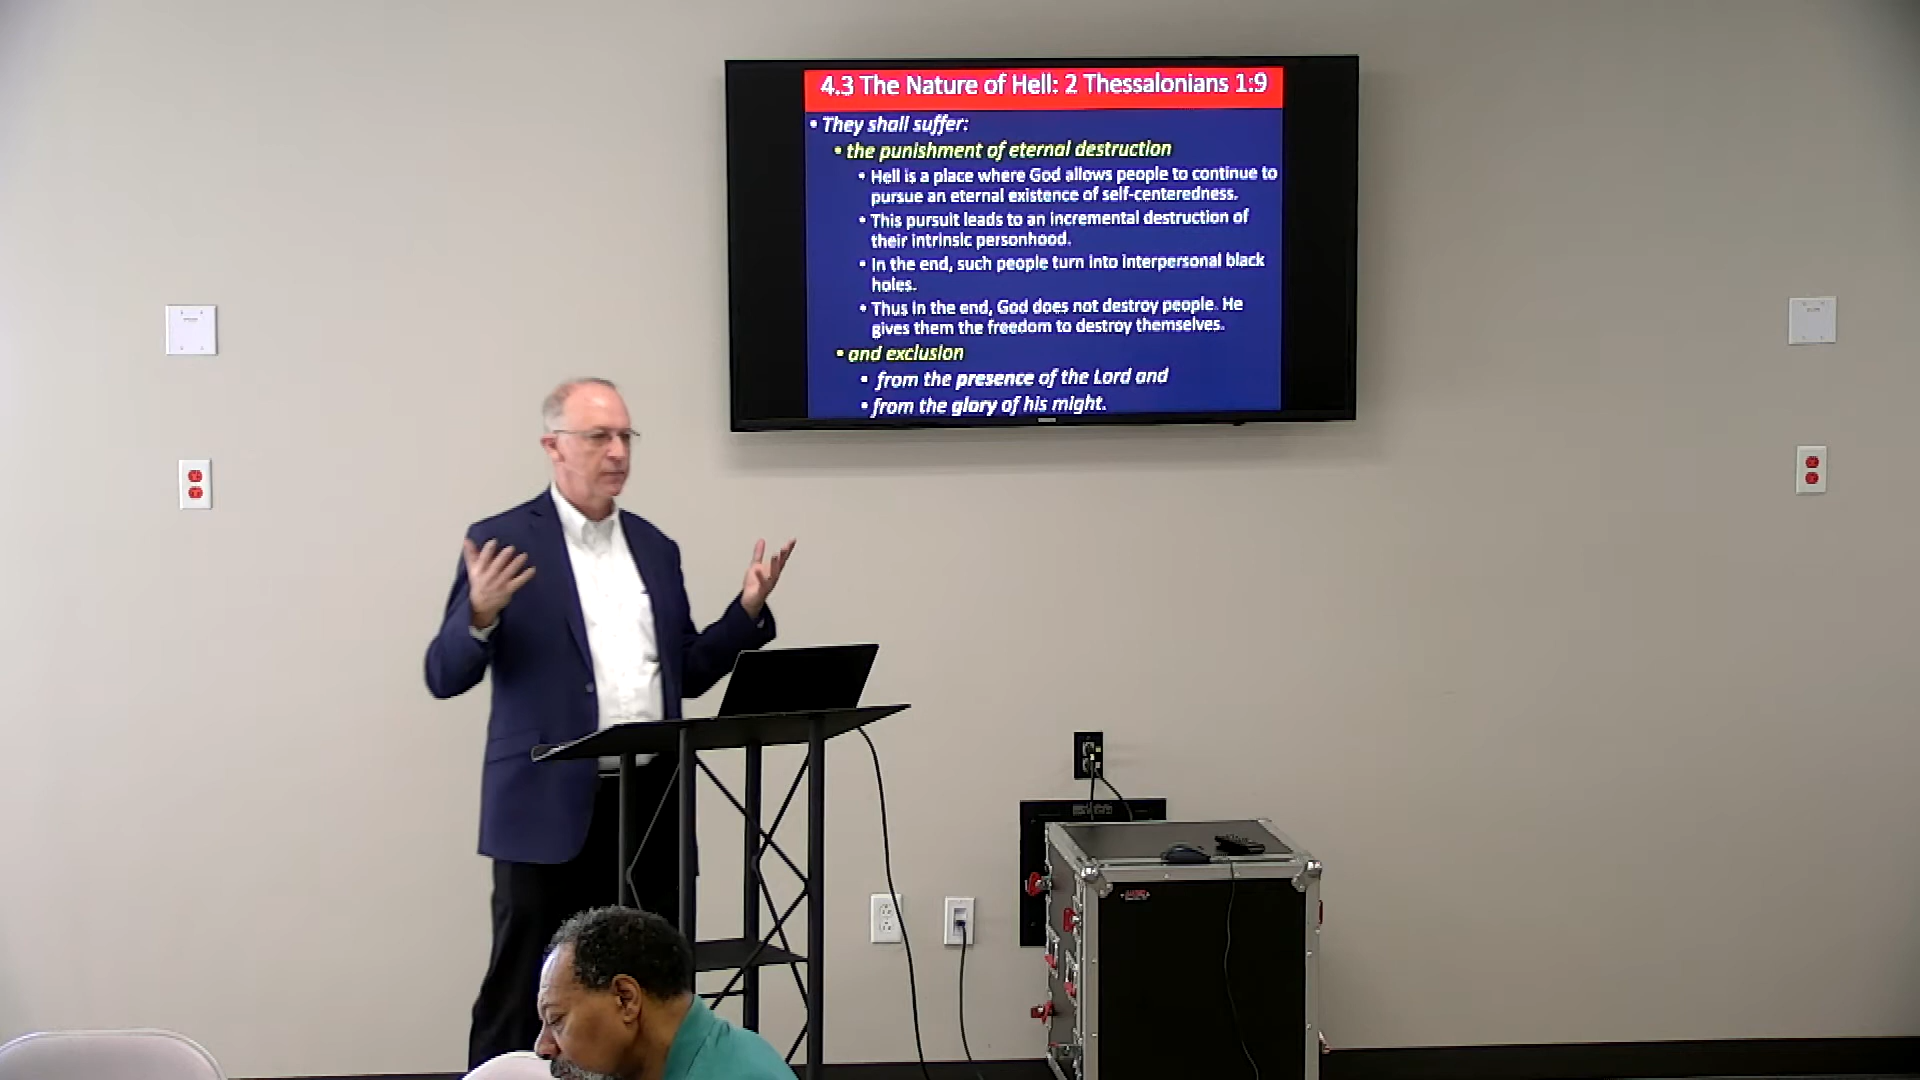 4.3 The Nature of Hell: 2 Thessalonians 1:9
• They shall suffer:
• the punishment of eternal destruction
• Hell is a place where God allows people to continue to
pursue an eternal existence of self-centeredness.
• This pursuit leads to an incremental destruction of
their intrinsic personhood.
• In the end, such people turn into interpersonal black
holes.
• Thus in the end, God does not destroy people. He
gives them the freedom to destroy themselves.
• and exclusion
• from the presence of the Lord and
• from the glory of his might.